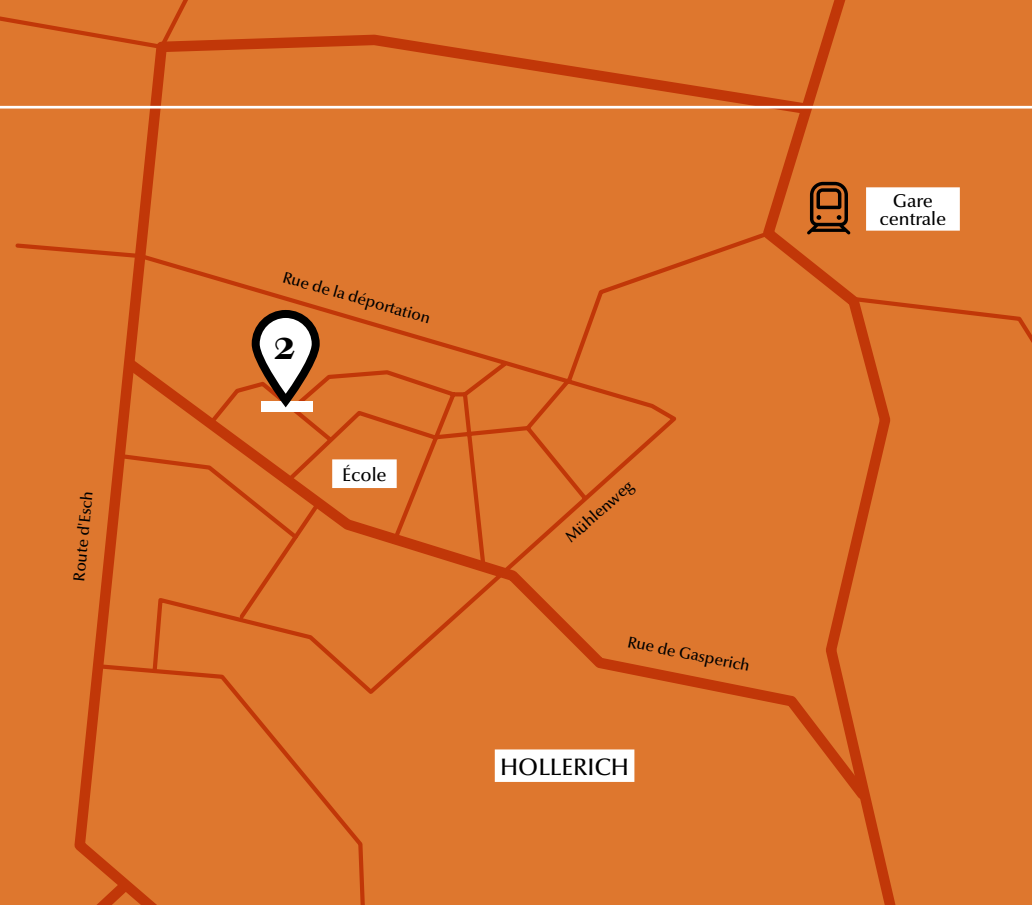 Gare
centrale
Rue de la déportation
2
École
Route d'Esch
Mühlenweg
Rue de Gasperich
HOLLERICH